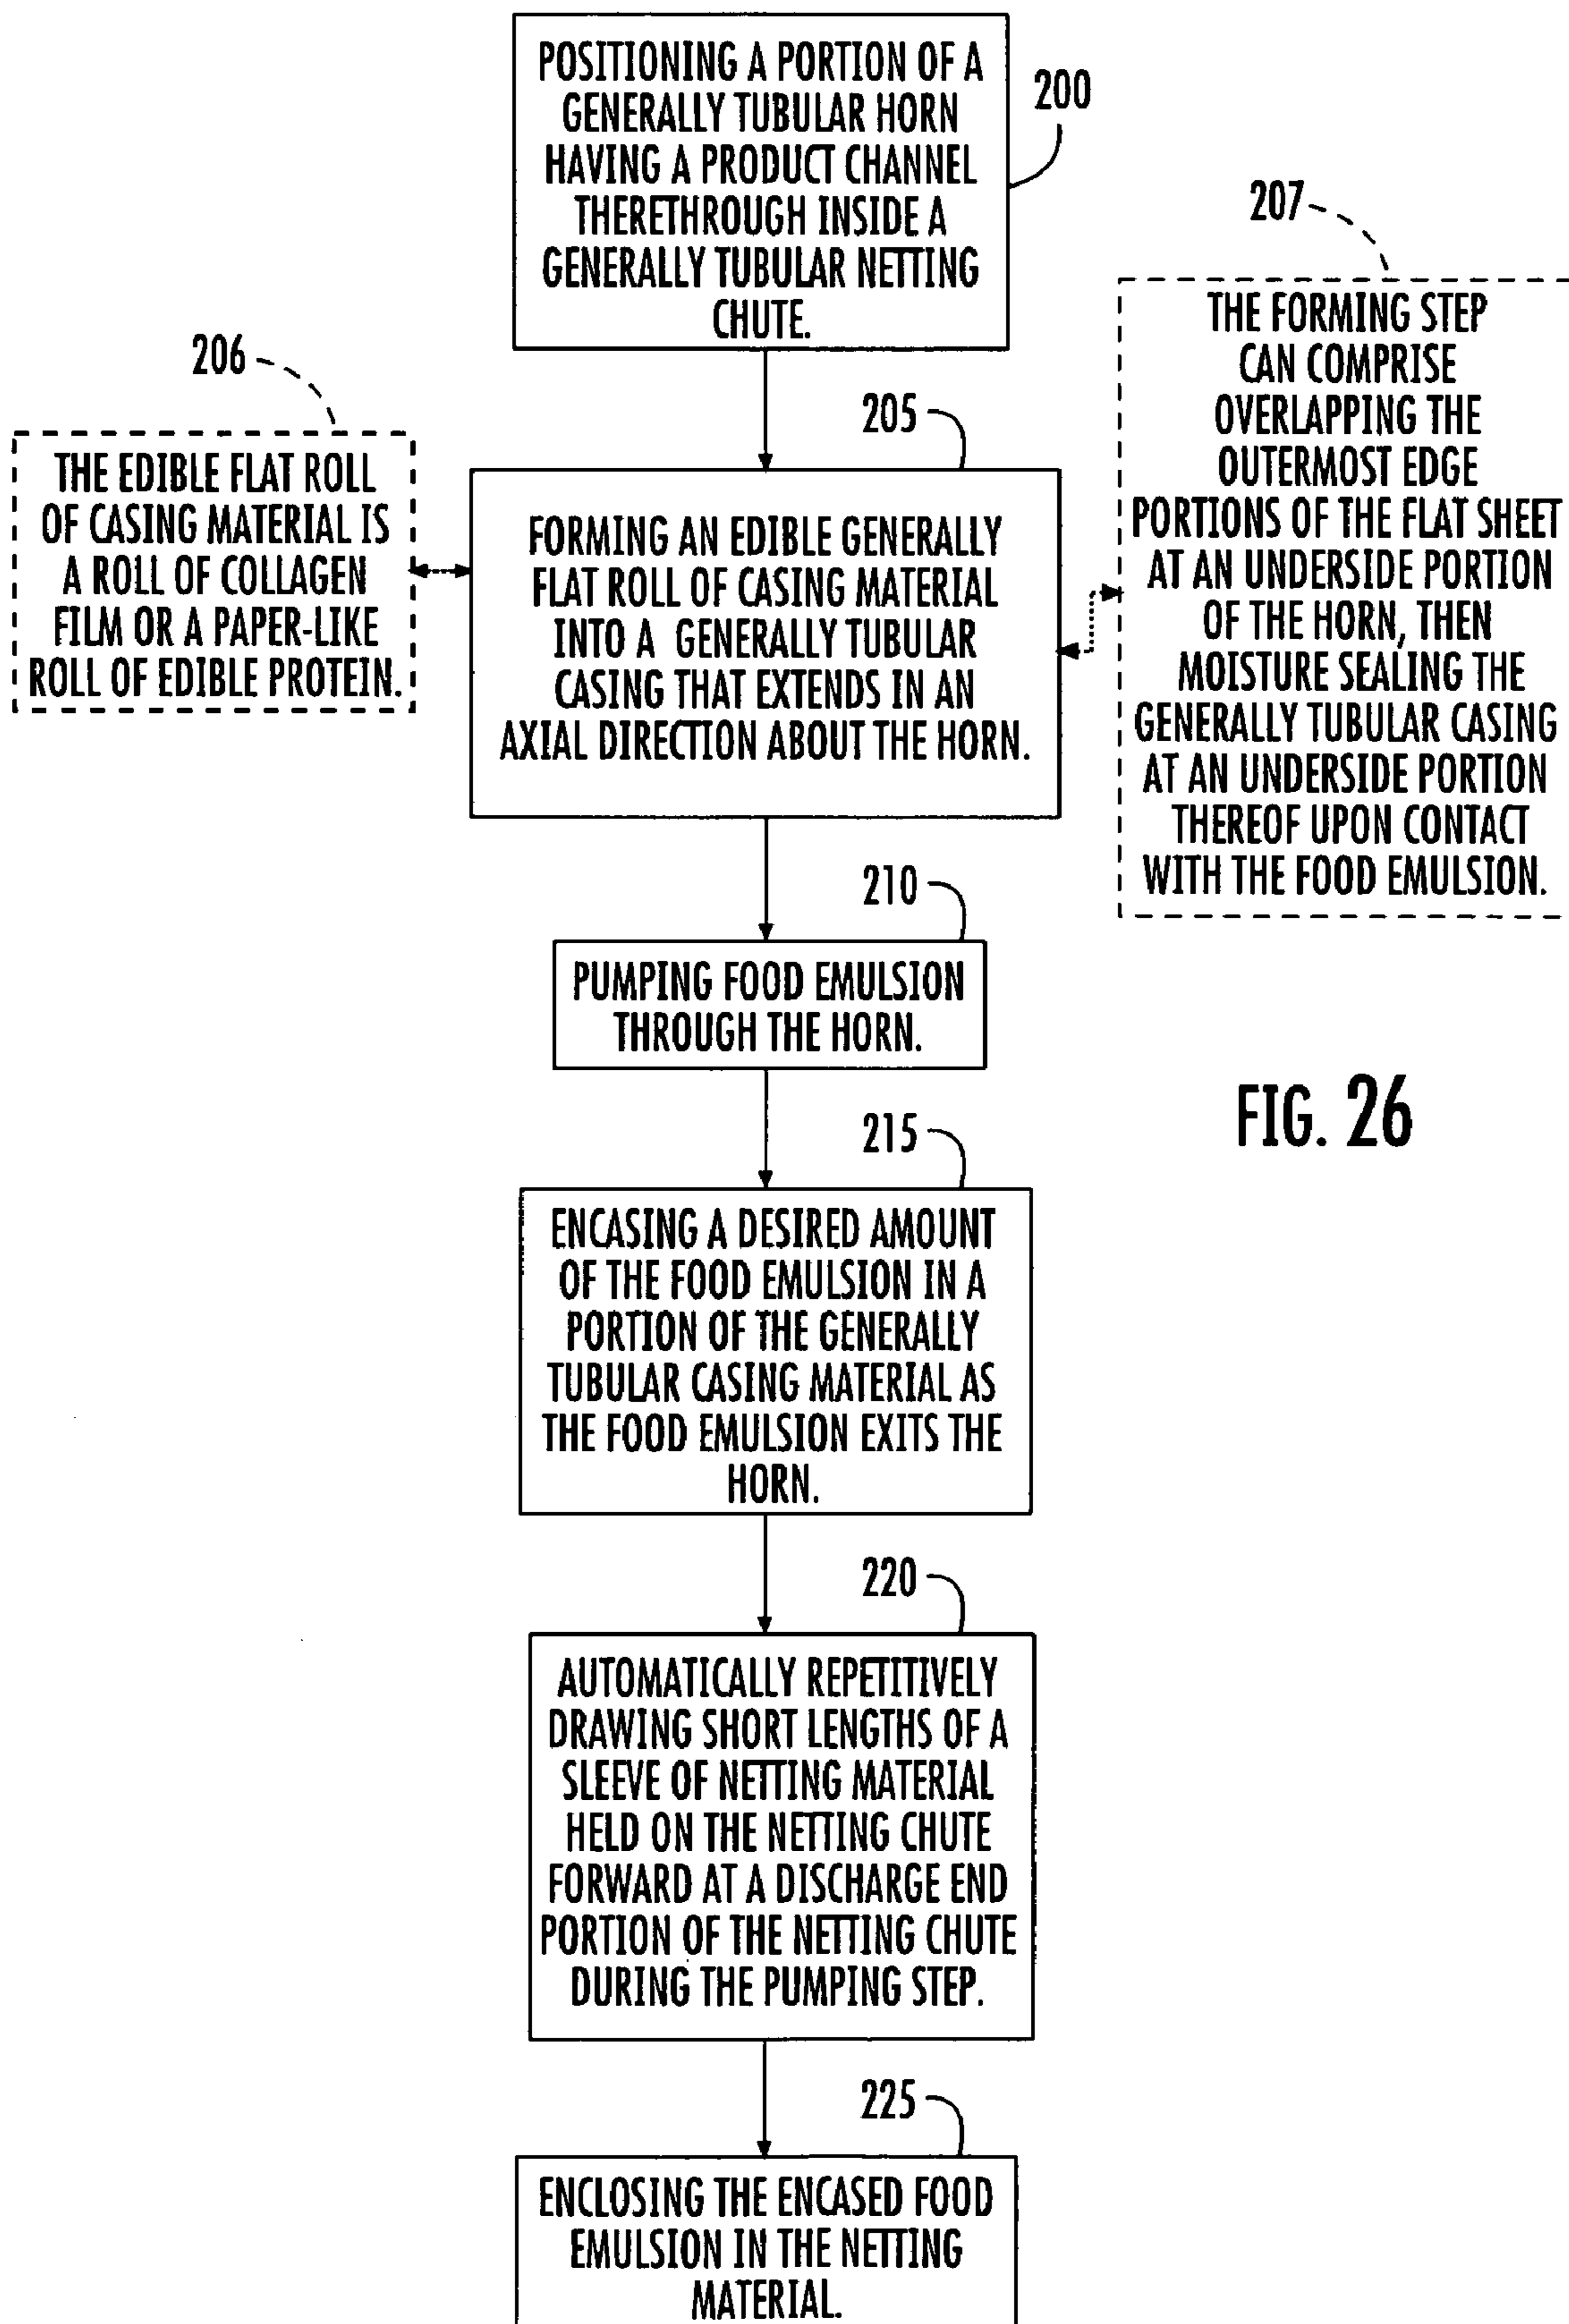 POSITIONING A PORTION OF A
GENERALLY TUBULAR HORN
HAVING A PRODUCT CHANNEL
THERETHROUGH INSIDE A
GENERALLY TUBULAR NETTING
CHUTE.
200
207
THE FORMING STEP
CAN COMPRISE
OVERLAPPING THE
OUTERMOST EDGE
PORTIONS OF THE FLAT SHEET
AT AN UNDERSIDE PORTION
OF THE HORN, THEN
MOISTURE SEALING THE
GENERALLY TUBULAR CASING
AT AN UNDERSIDE PORTION
THEREOF UPON CONTACT
WITH THE FOOD EMULSION.
206
THE EDIBLE FLAT ROLL
OF CASING MATERIAL IS
A ROLL OF COLLAGEN
FILM OR A PAPER-LIKE
ROLL OF EDIBLE PROTEIN.
205
FORMING AN EDIBLE GENERALLY
FLAT ROLL OF CASING MATERIAL
INTO A GENERALLY TUBULAR
CASING THAT EXTENDS IN AN
AXIAL DIRECTION ABOUT THE HORN.
210
PUMPING FOOD EMULSION
THROUGH THE HORN.
FIG. 26
215
ENCASING A DESIRED AMOUNT
OF THE FOOD EMULSION IN A
PORTION OF THE GENERALLY
TUBULAR CASING MATERIAL AS
THE FOOD EMULSION EXITS THE
HORN.
220
AUTOMATICALLY REPETITIVELY
DRAWING SHORT LENGTHS OF A
SLEEVE OF NETTING MATERIAL
HELD ON THE NETTING CHUTE
FORWARD AT A DISCHARGE END
PORTION OF THE NETTING CHUTE
DURING THE PUMPING STEP.
225
ENCLOSING THE ENCASED FOOD
EMULSION IN THE NETTING
MATERIAL.